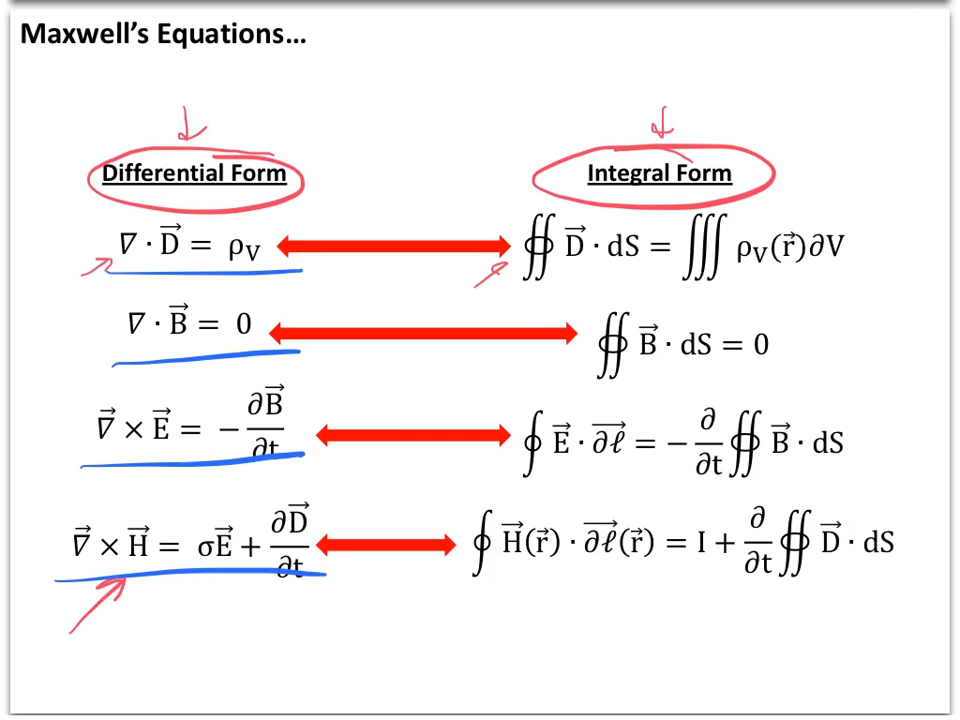 Maxwell's Equations...
Differential Form
Integral Form
∇ · D⃗ = ρ_V
∯ D⃗ · dS = ∭ ρ_V(r⃗)∂V
∇ · B⃗ = 0
∯ B⃗ · dS = 0
∇⃗ × E⃗ = − ∂B⃗/∂t
∮ E⃗ · ∂ℓ⃗ = − ∂/∂t ∯ B⃗ · dS
∇⃗ × H⃗ = σE⃗ + ∂D⃗/∂t
∮ H⃗(r⃗) · ∂ℓ⃗(r⃗) = I + ∂/∂t ∯ D⃗ · dS